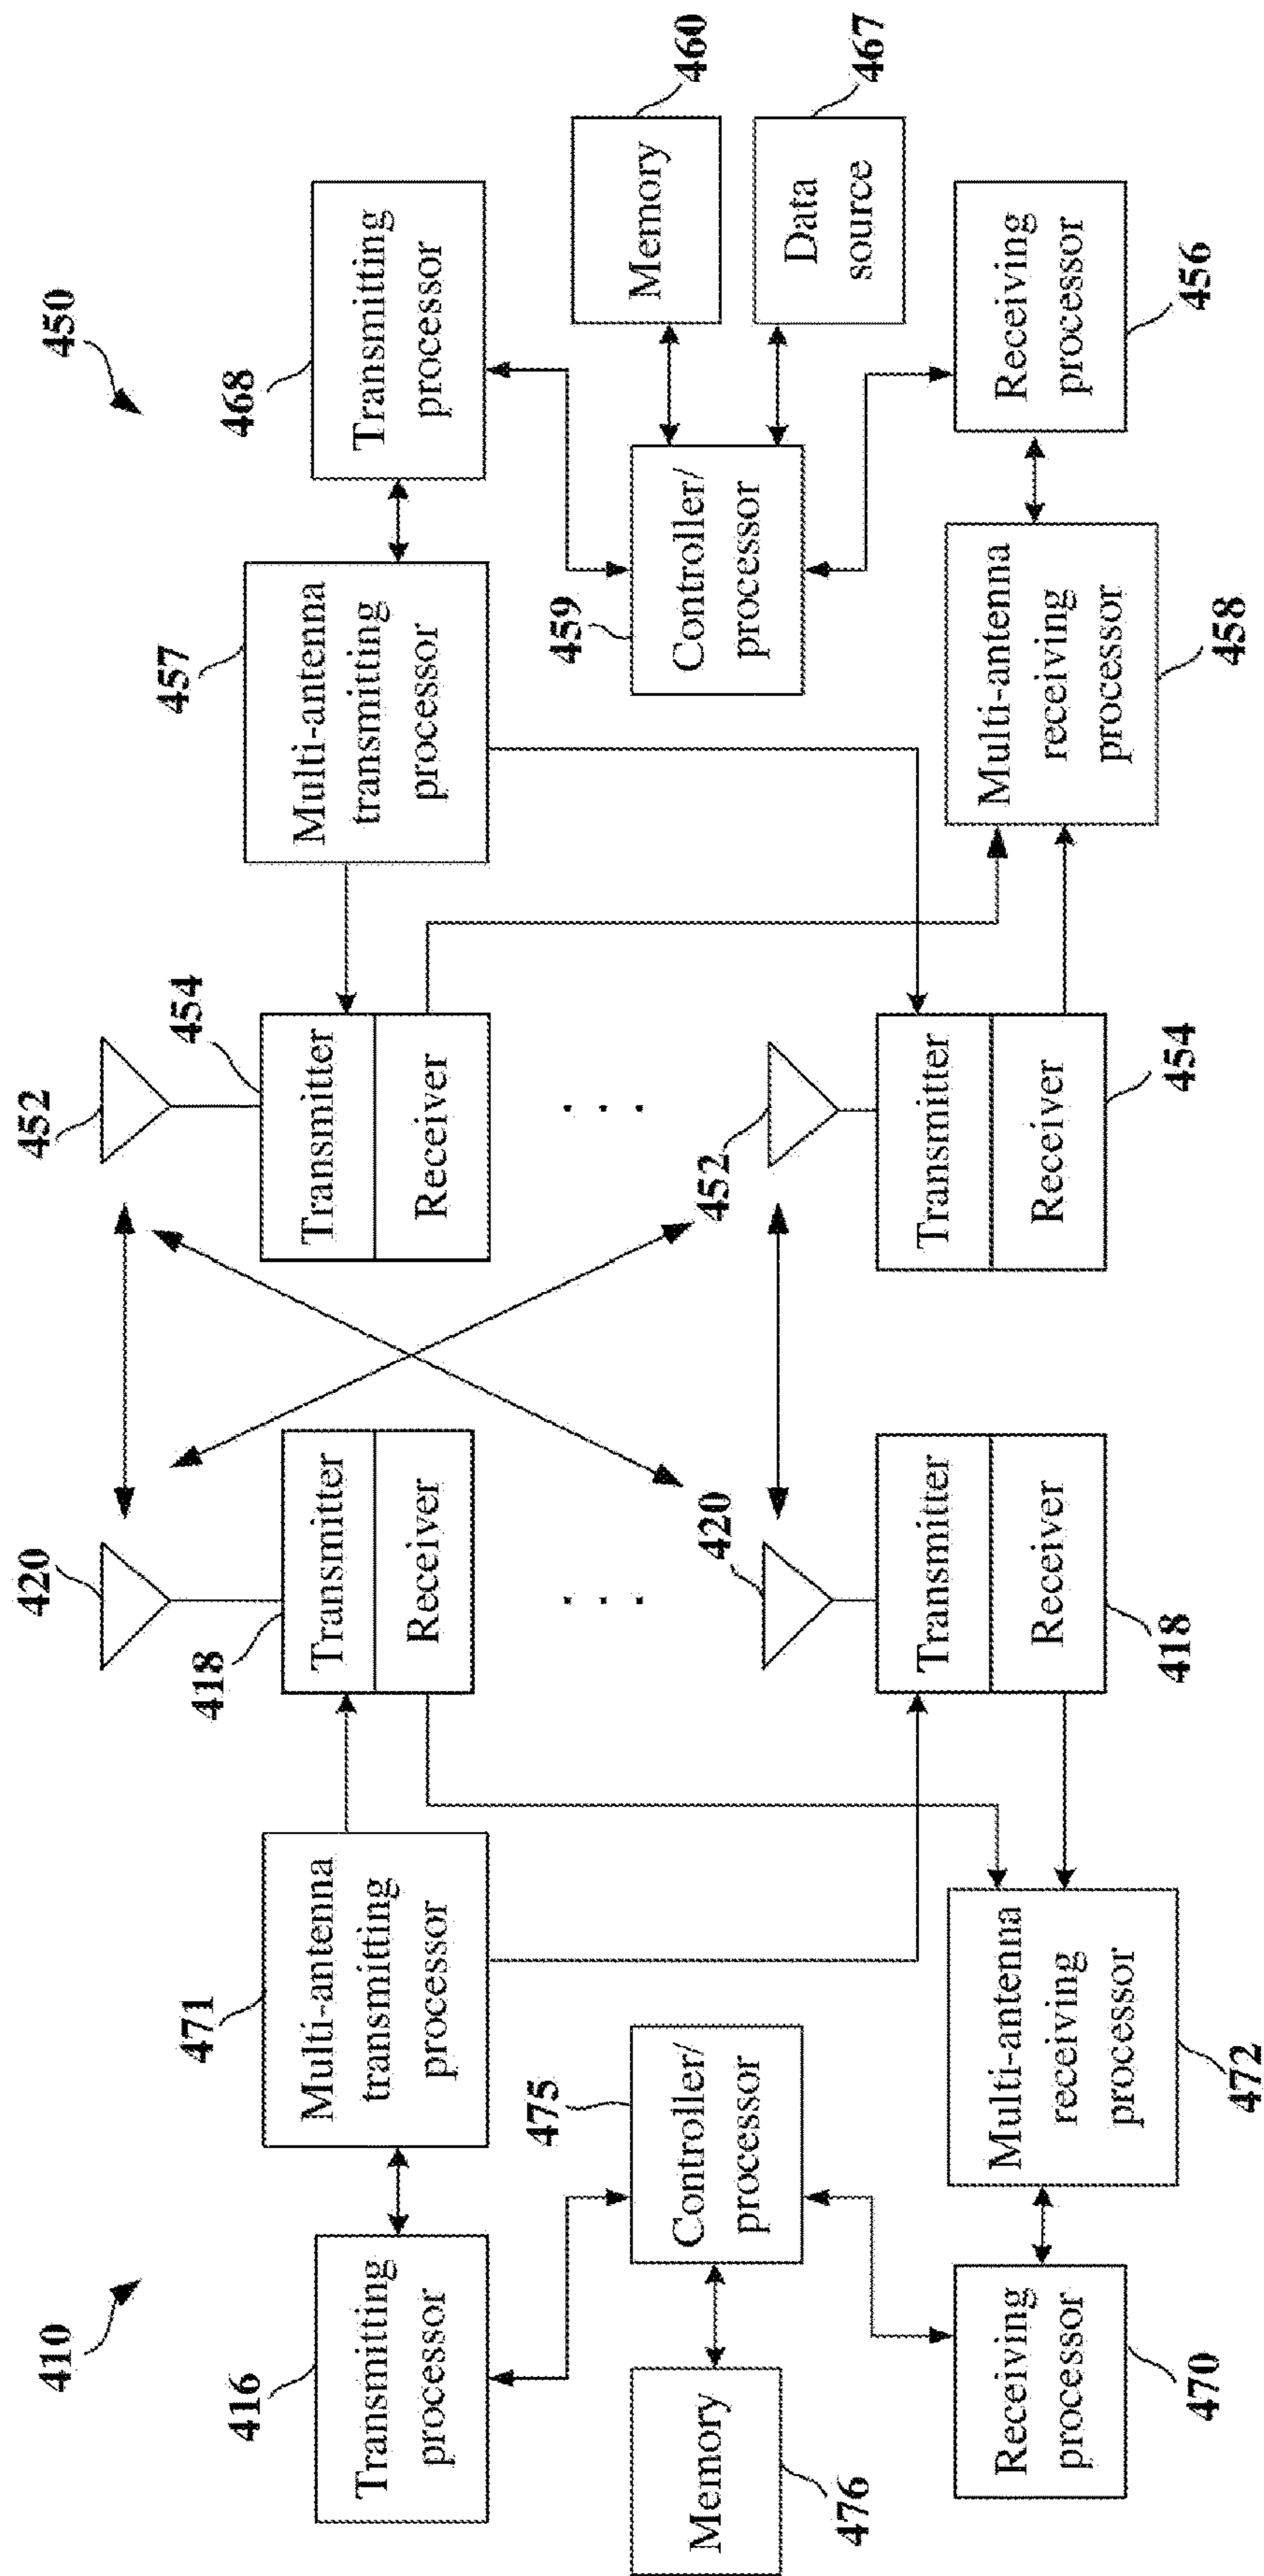 410
416
Transmitting
processor
471
Multi-antenna
transmitting
processor
475
Controller/
processor
Memory
476
Receiving
processor
470
Multi-antenna
receiving
processor
472
420
418
Transmitter
Receiver
. . .
420
Transmitter
Receiver
418
452
454
Transmitter
Receiver
. . .
452
Transmitter
Receiver
454
450
457
Multi-antenna
transmitting
processor
468
Transmitting
processor
459
Controller/
processor
Memory
460
Data
source
467
Multi-antenna
receiving
processor
458
Receiving
processor
456